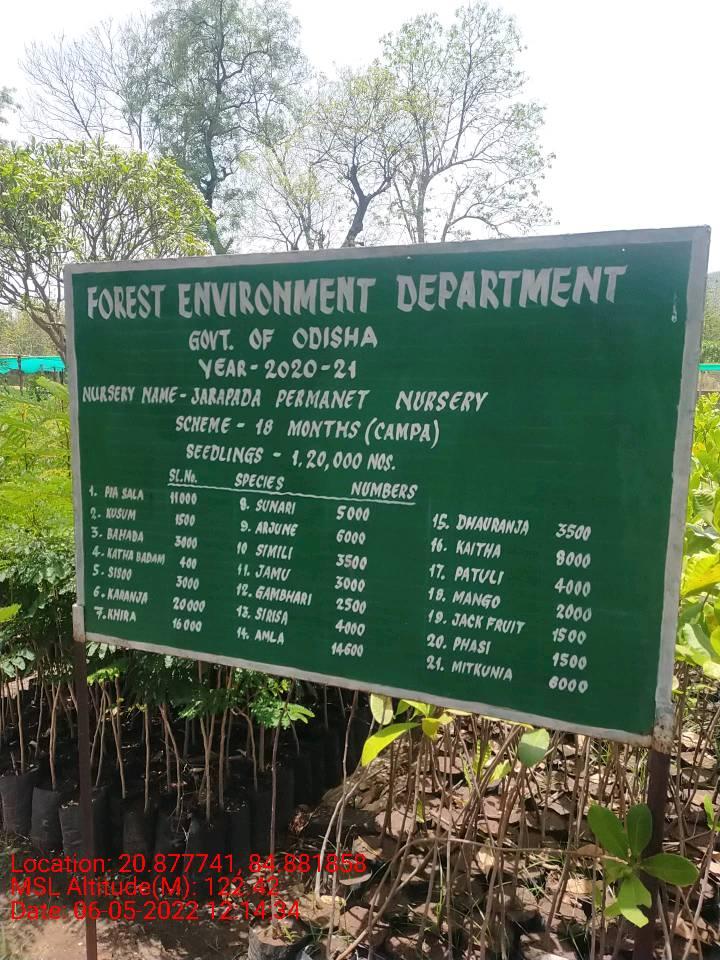 FOREST ENVIRONMENT DEPARTMENT
GOVT. OF ODISHA
YEAR - 2020-21
NURSERY NAME - JARAPADA PERMANET NURSERY
SCHEME - 18 MONTHS (CAMPA)
SEEDLINGS - 1,20,000 NOS.
SL.No. SPECIES NUMBERS
1. PIA SALA 11000
2. KUSUM 1500
3. BAHADA 3000
4. KATHA BADAM 400
5. SISOO 3000
6. KARANJA 20000
7. KHIRA 16000
8. SUNARI 5000
9. ARJUNE 6000
10 SIMILI 3500
11. JAMU 3000
12. GAMBHARI 2500
13. SIRISA 4000
14. AMLA 14600
15. DHAURANJA 3500
16. KAITHA 8000
17. PATULI 4000
18. MANGO 2000
19. JACK FRUIT 1500
20. PHASI 1500
21. MITKUNIA 6000
Location: 20.877741, 84.881858
MSL Altitude(M): 122.42
Date: 06-05-2022 12:14:34